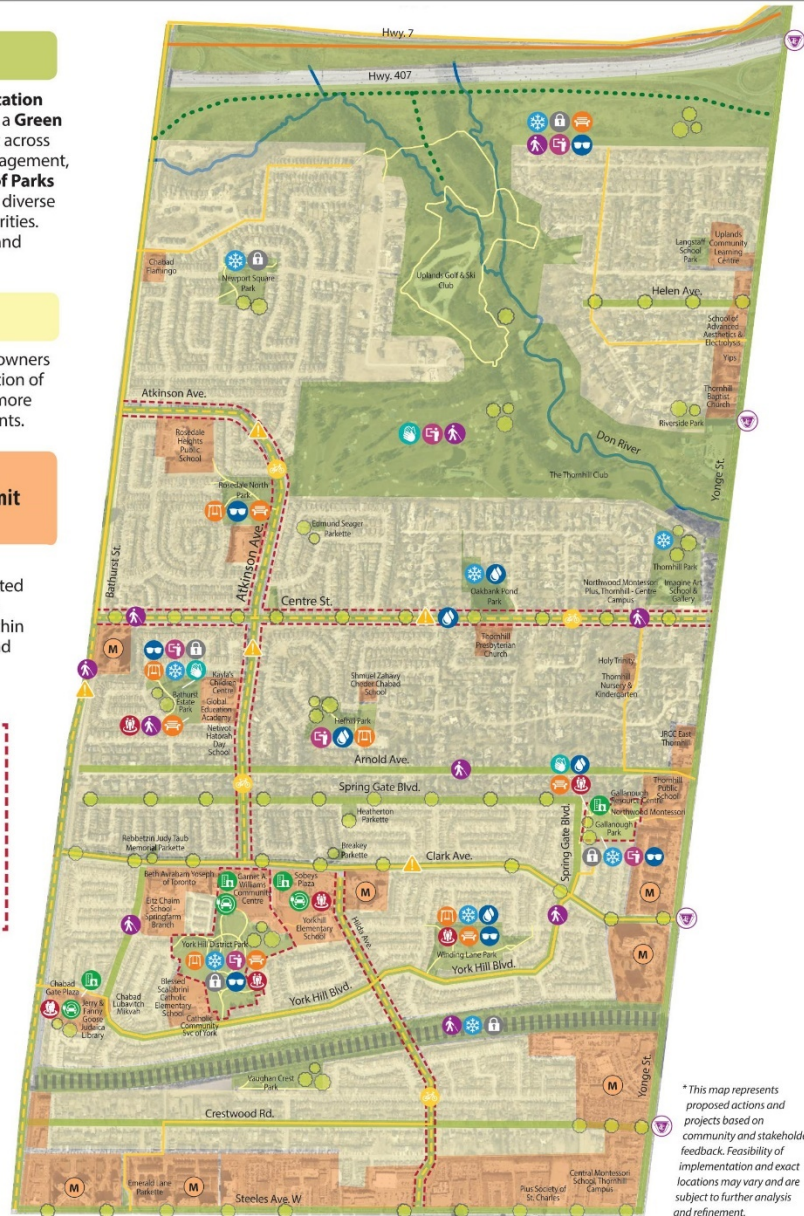 Hwy. 7
Hwy. 407
tation
a Green
across
agement,
of Parks
diverse
rities.
and
owners
tion of
more
nts.
mit
ted
hin
nd
Chabad
Flamingo
Newport Square
Park
Uplands Golf & Ski
Club
Langstaff
School
Park
Uplands
Community
Learning
Centre
Helen Ave.
School of
Advanced
Aesthetics &
Electrolysis
Yips
Thornhill
Baptist
Church
Riverside Park
Atkinson Ave.
Rosedale
Heights
Public
School
Rosedale North
Park
Don River
The Thornhill Club
Yonge St.
Edmund Seager
Parkette
Atkinson Ave.
Bathurst St.
Oakbank Pond
Park
Thornhill Park
Northwood Montessori
Plus, Thornhill - Centre
Campus
Imagine Art
School &
Gallery
Centre St.
M
Thornhill
Presbyterian
Church
Holy Trinity
Thornhill
Nursery &
Kindergarten
Kayla's
Children
Centre
Global
Education
Academy
Netivot
Hatorah
Day
School
Bathurst
Estate
Park
Shmuel Zahavy
Cheder Chabad
School
Hefhill Park
JRCC East
Thornhill
Arnold Ave.
Spring Gate Blvd.
Thornhill
Public
School
Gallanough
Resource Centre
Northwood Montessori
Gallanough
Park
Heatherton
Parkette
Spring Gate Blvd.
Rebbetzin Judy Taub
Memorial Parkette
Breakey
Parkette
Clark Ave.
Beth Avraham Yoseph
of Toronto
Garnet A
Williams
Community
Centre
Sobeys
Plaza
M
M
Eitz Chaim
School -
Springfarm
Branch
Yorkhill
Elementary
School
Hilda Ave.
York Hill District Park
Winding Lane Park
York Hill Blvd.
M
Chabad
Gate Plaza
Jerry &
Fanny
Goose
Judaica
Library
Chabad
Lubavitch
Mikvah
Blessed
Scalabrini
Catholic
Elementary
School
Catholic
Community
Svc of York
York Hill Blvd.
Vaughan Crest
Park
M
Yonge St.
Crestwood Rd.
M
Emerald Lane
Parkette
M
Steeles Ave. W
Pius Society of
St. Charles
Central Montessori
School, Thornhill
Campus
* This map represents
proposed actions and
projects based on
community and stakeholde
feedback. Feasibility of
implementation and exact
locations may vary and are
subject to further analysis
and refinement.